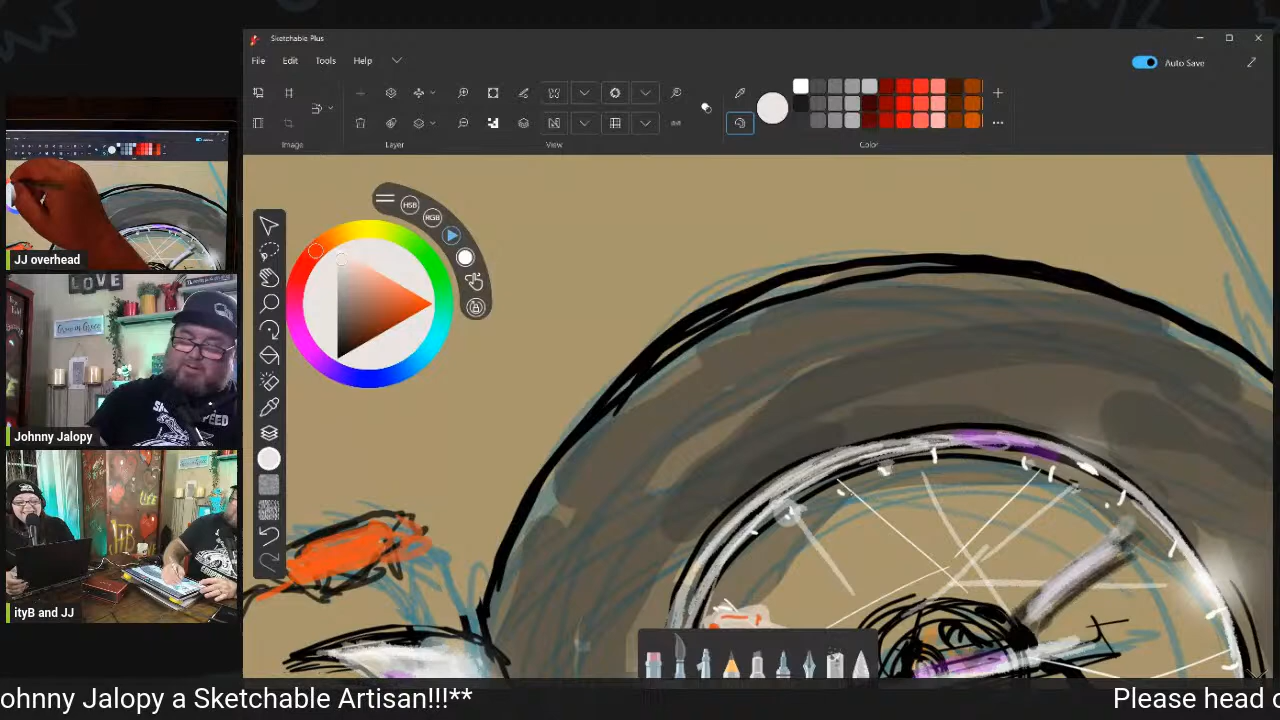 Sketchable Plus
File Edit Tools Help
Auto Save
Image Layer View Color
HSB
RGB
JJ overhead
LOVE
Johnny Jalopy
ityB and JJ
ohnny Jalopy a Sketchable Artisan!!!** Please head